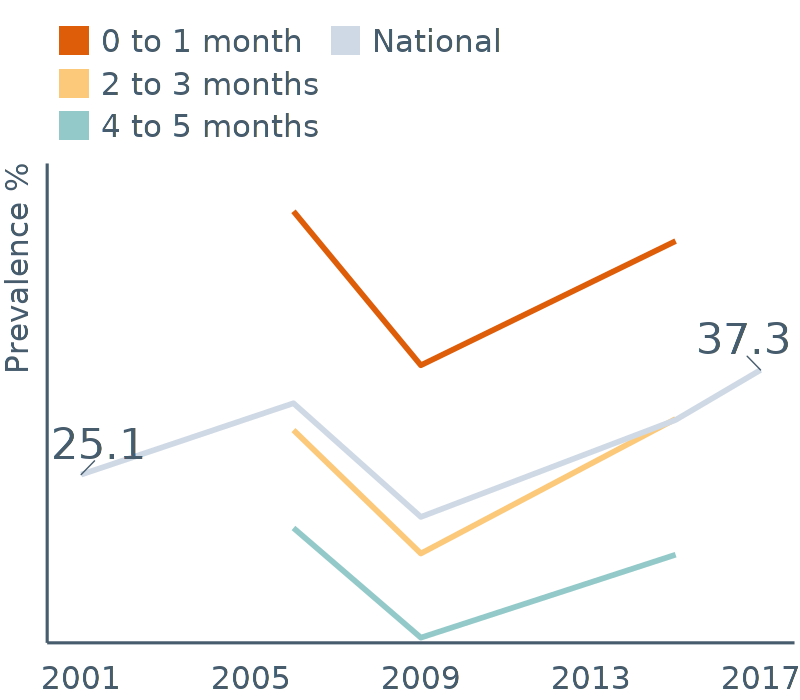 0 to 1 month
National
2 to 3 months
4 to 5 months
Prevalence %
37.3
25.1
2001 2005 2009 2013 2017